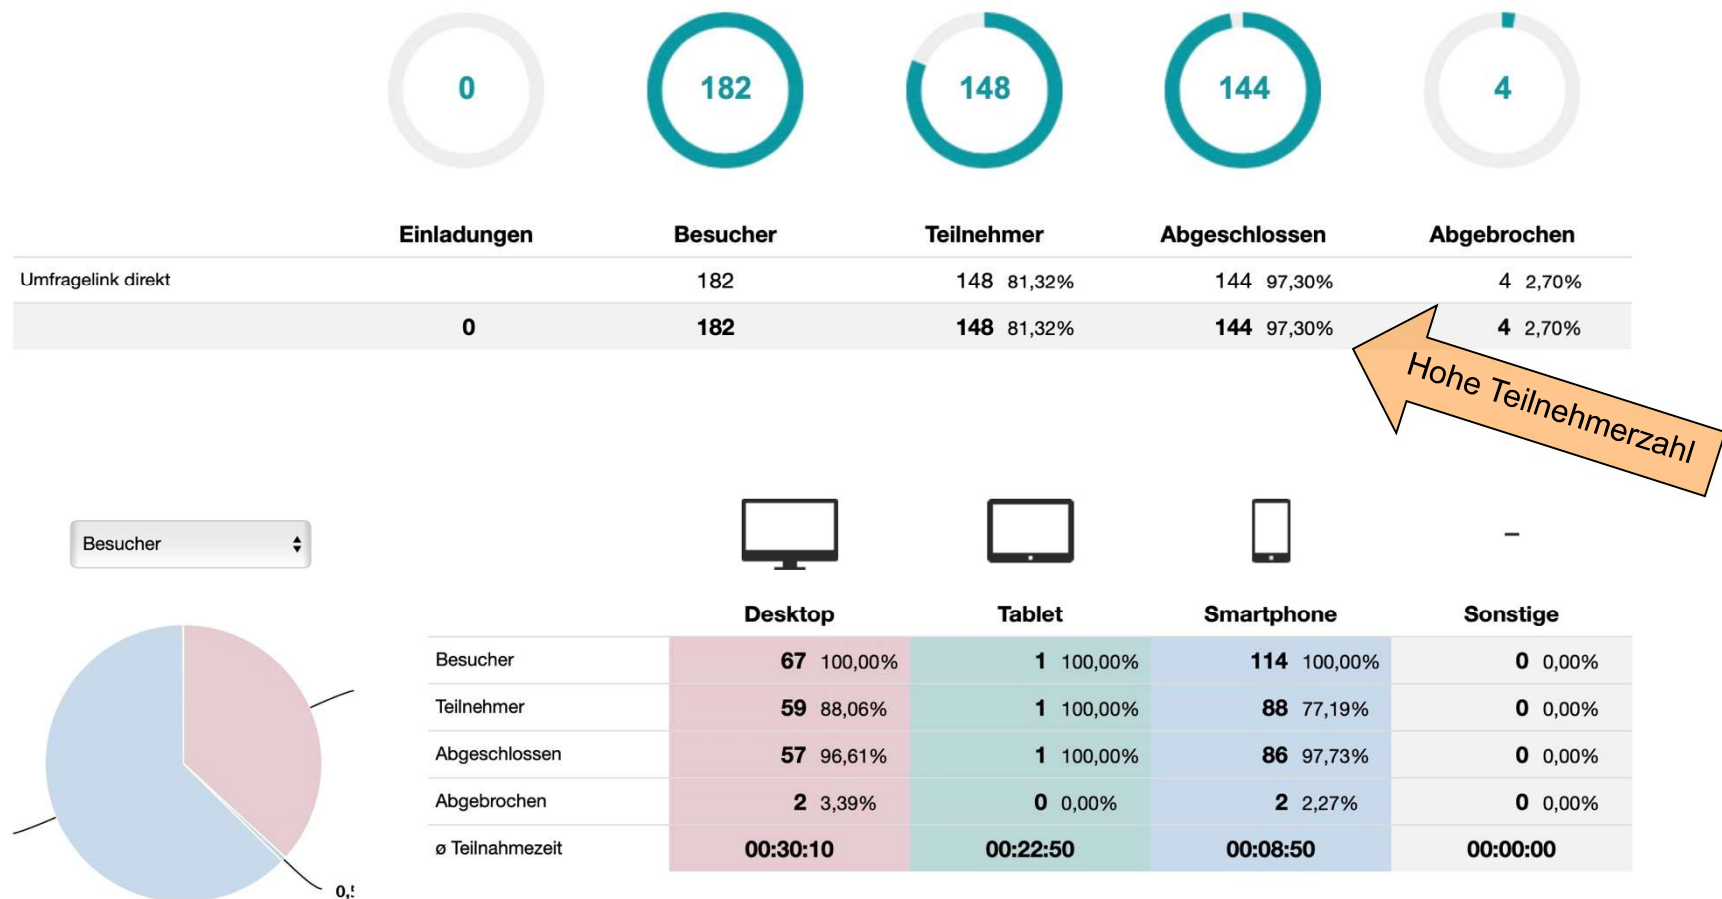 0 182 148 144 4
Einladungen Besucher Teilnehmer Abgeschlossen Abgebrochen
Umfragelink direkt 182 148 81,32% 144 97,30% 4 2,70%
0 182 148 81,32% 144 97,30% 4 2,70%
Hohe Teilnehmerzahl
Besucher
–
Desktop Tablet Smartphone Sonstige
Besucher 67 100,00% 1 100,00% 114 100,00% 0 0,00%
Teilnehmer 59 88,06% 1 100,00% 88 77,19% 0 0,00%
Abgeschlossen 57 96,61% 1 100,00% 86 97,73% 0 0,00%
Abgebrochen 2 3,39% 0 0,00% 2 2,27% 0 0,00%
ø Teilnahmezeit 00:30:10 00:22:50 00:08:50 00:00:00